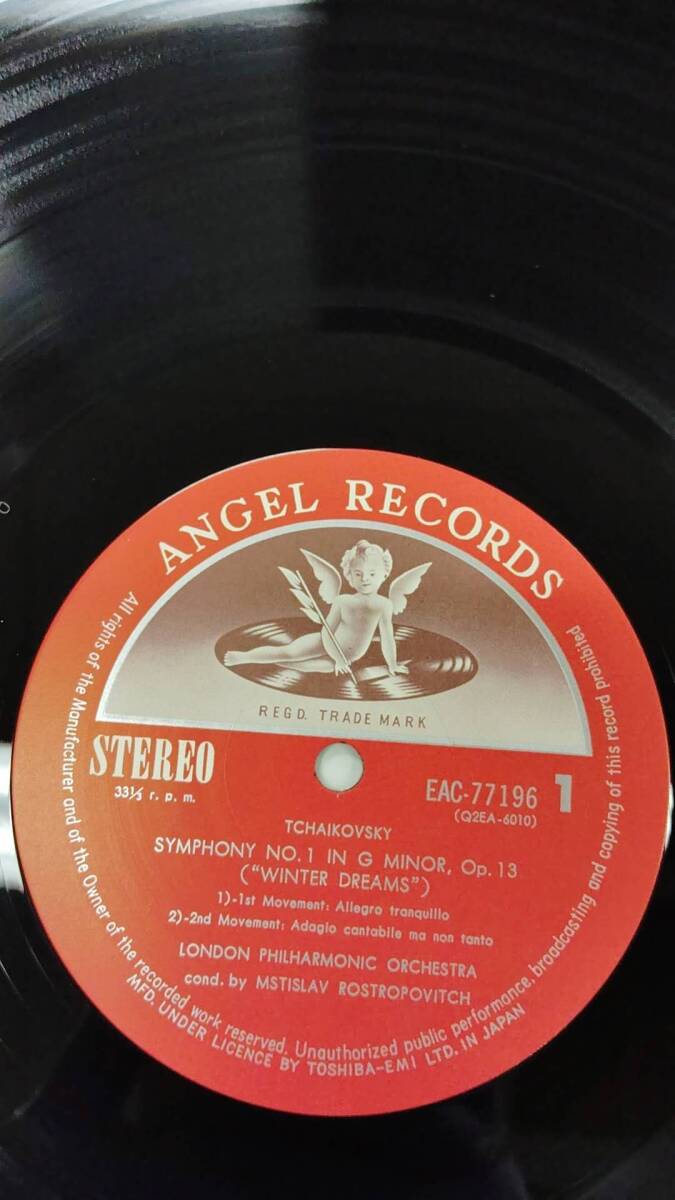 ANGEL RECORDS
REGD. TRADE MARK
STEREO
33⅓ r. p. m.
EAC-77196 1
(Q2EA-6010)
TCHAIKOVSKY
SYMPHONY NO. 1 IN G MINOR, Op. 13
("WINTER DREAMS")
1)-1st Movement: Allegro tranquillo
2)-2nd Movement: Adagio cantabile ma non tanto
LONDON PHILHARMONIC ORCHESTRA
cond. by MSTISLAV ROSTROPOVITCH
All rights of the Manufacturer and of the Owner of the recorded work reserved. Unauthorized public performance, broadcasting and copying of this record prohibited
MFD. UNDER LICENCE BY TOSHIBA-EMI LTD. IN JAPAN